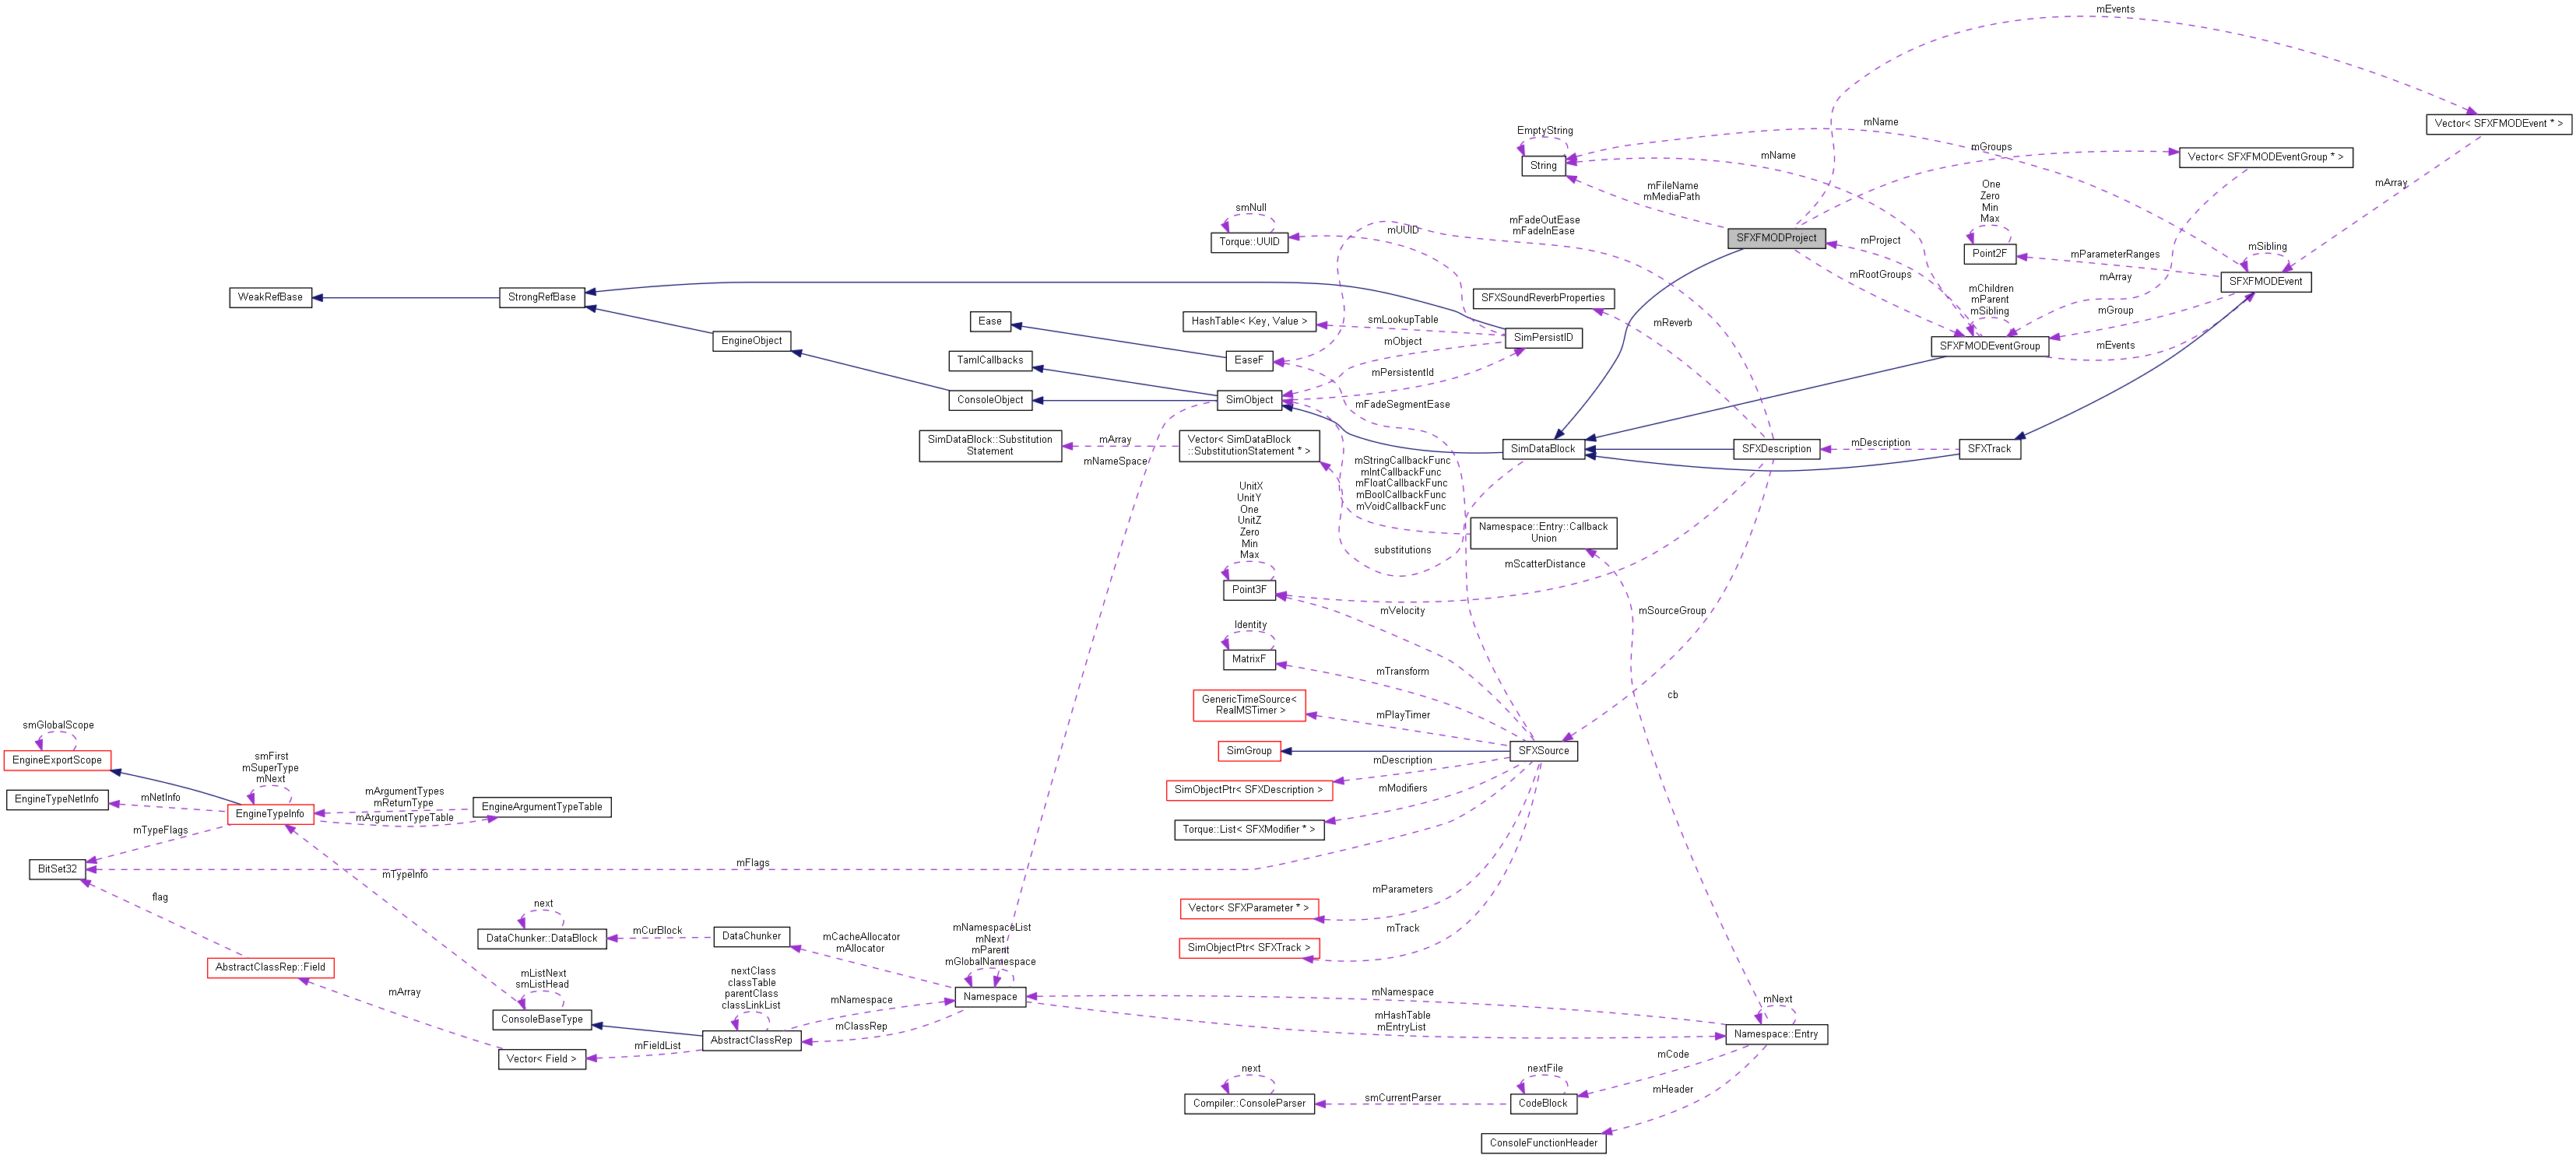 mEvents
Vector< SFXFMODEvent * >
mName
EmptyString
mGroups
mName
Vector< SFXFMODEventGroup * >
String
mArray
One
Zero
Min
Max
mFileName
mMediaPath
smNull
mFadeOutEase
mFadeInEase
mUUID
SFXFMODProject
Torque::UUID
mProject
mSibling
Point2F
mParameterRanges
mRootGroups
mArray
SFXFMODEvent
WeakRefBase
StrongRefBase
SFXSoundReverbProperties
mChildren
mParent
mSibling
mGroup
Ease
HashTable< Key, Value >
smLookupTable
mReverb
EngineObject
mObject
SimPersistID
SFXFMODEventGroup
mEvents
TamlCallbacks
EaseF
mPersistentId
ConsoleObject
SimObject
mFadeSegmentEase
SimDataBlock::Substitution
Statement
mArray
Vector< SimDataBlock
::SubstitutionStatement * >
SimDataBlock
SFXDescription
mDescription
SFXTrack
mNameSpace
mStringCallbackFunc
mIntCallbackFunc
mFloatCallbackFunc
mBoolCallbackFunc
mVoidCallbackFunc
UnitX
UnitY
One
UnitZ
Zero
Min
Max
Namespace::Entry::Callback
Union
substitutions
mScatterDistance
Point3F
mVelocity
mSourceGroup
Identity
MatrixF
mTransform
cb
GenericTimeSource<
RealMSTimer >
mPlayTimer
smGlobalScope
EngineExportScope
SimGroup
SFXSource
smFirst
mSuperType
mNext
mDescription
SimObjectPtr< SFXDescription >
mModifiers
EngineTypeNetInfo
mNetInfo
EngineTypeInfo
mArgumentTypes
mReturnType
mArgumentTypeTable
EngineArgumentTypeTable
Torque::List< SFXModifier * >
mTypeFlags
BitSet32
mTypeInfo
mFlags
flag
mParameters
next
Vector< SFXParameter * >
mCurBlock
DataChunker
DataChunker::DataBlock
mCacheAllocator
mAllocator
mNamespaceList
mNext
mParent
mGlobalNamespace
mTrack
SimObjectPtr< SFXTrack >
AbstractClassRep::Field
mListNext
smListHead
nextClass
classTable
parentClass
classLinkList
mArray
mNamespace
Namespace
mNamespace
mNext
ConsoleBaseType
mClassRep
mHashTable
mEntryList
AbstractClassRep
Namespace::Entry
Vector< Field >
mFieldList
mCode
next
nextFile
mHeader
Compiler::ConsoleParser
smCurrentParser
CodeBlock
ConsoleFunctionHeader